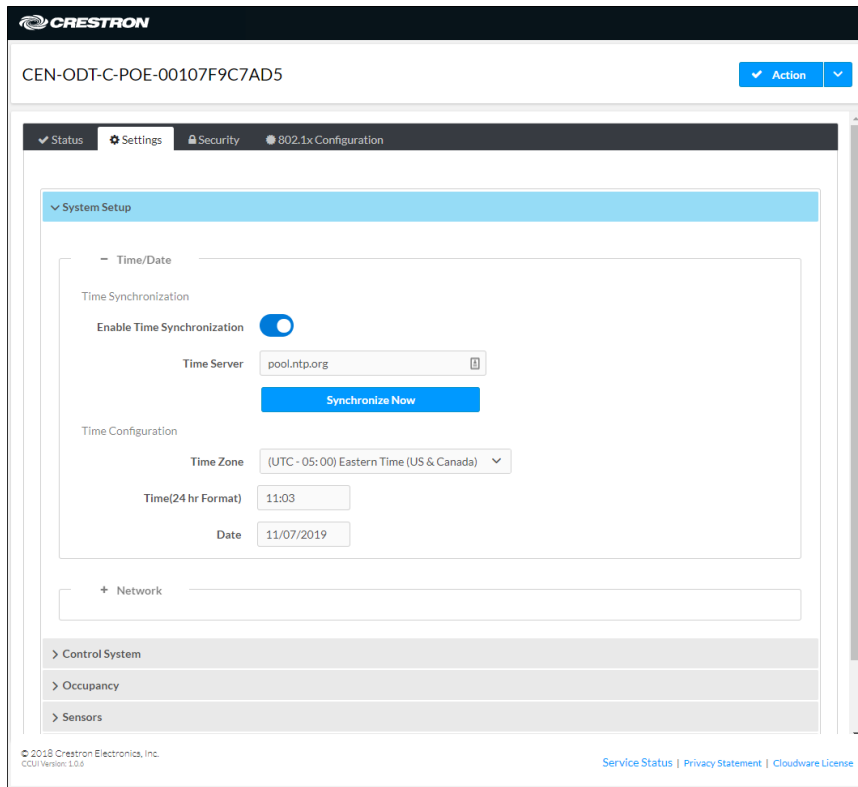 CRESTRON
CEN-ODT-C-POE-00107F9C7AD5
Action
Status Settings Security 802.1x Configuration
System Setup
Time/Date
Time Synchronization
Enable Time Synchronization
Time Server pool.ntp.org
Synchronize Now
Time Configuration
Time Zone (UTC - 05: 00) Eastern Time (US & Canada)
Time(24 hr Format) 11:03
Date 11/07/2019
+ Network
Control System
Occupancy
Sensors
© 2018 Crestron Electronics, Inc.
CCUI Version: 1.0.6
Service Status | Privacy Statement | Cloudware License